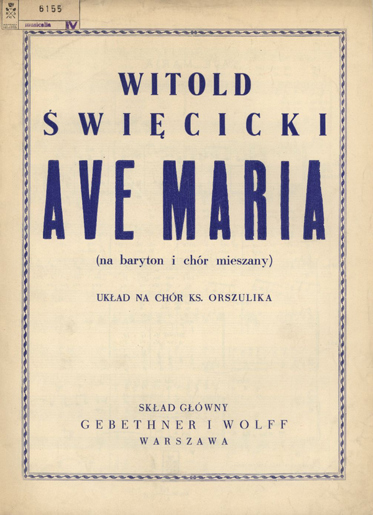 6155
IV
WITOLD
ŚWIĘCICKI
AVE MARIA
(na baryton i chór mieszany)
UKŁAD NA CHÓR KS. ORSZULIKA
SKŁAD GŁÓWNY
GEBETHNER I WOLFF
WARSZAWA